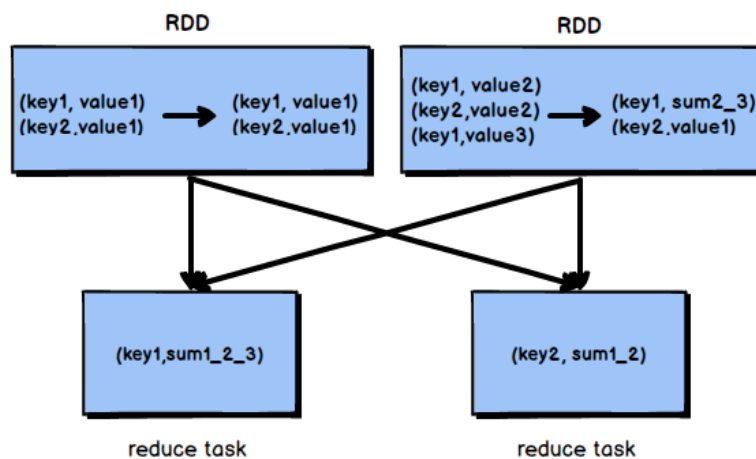 RDD
RDD
(key1, value1)
(key2,value1)
(key1, value1)
(key2,value1)
(key1, value2)
(key2,value2)
(key1,value3)
(key1, sum2_3)
(key2,value1)
(key1,sum1_2_3)
(key2, sum1_2)
reduce task
reduce task